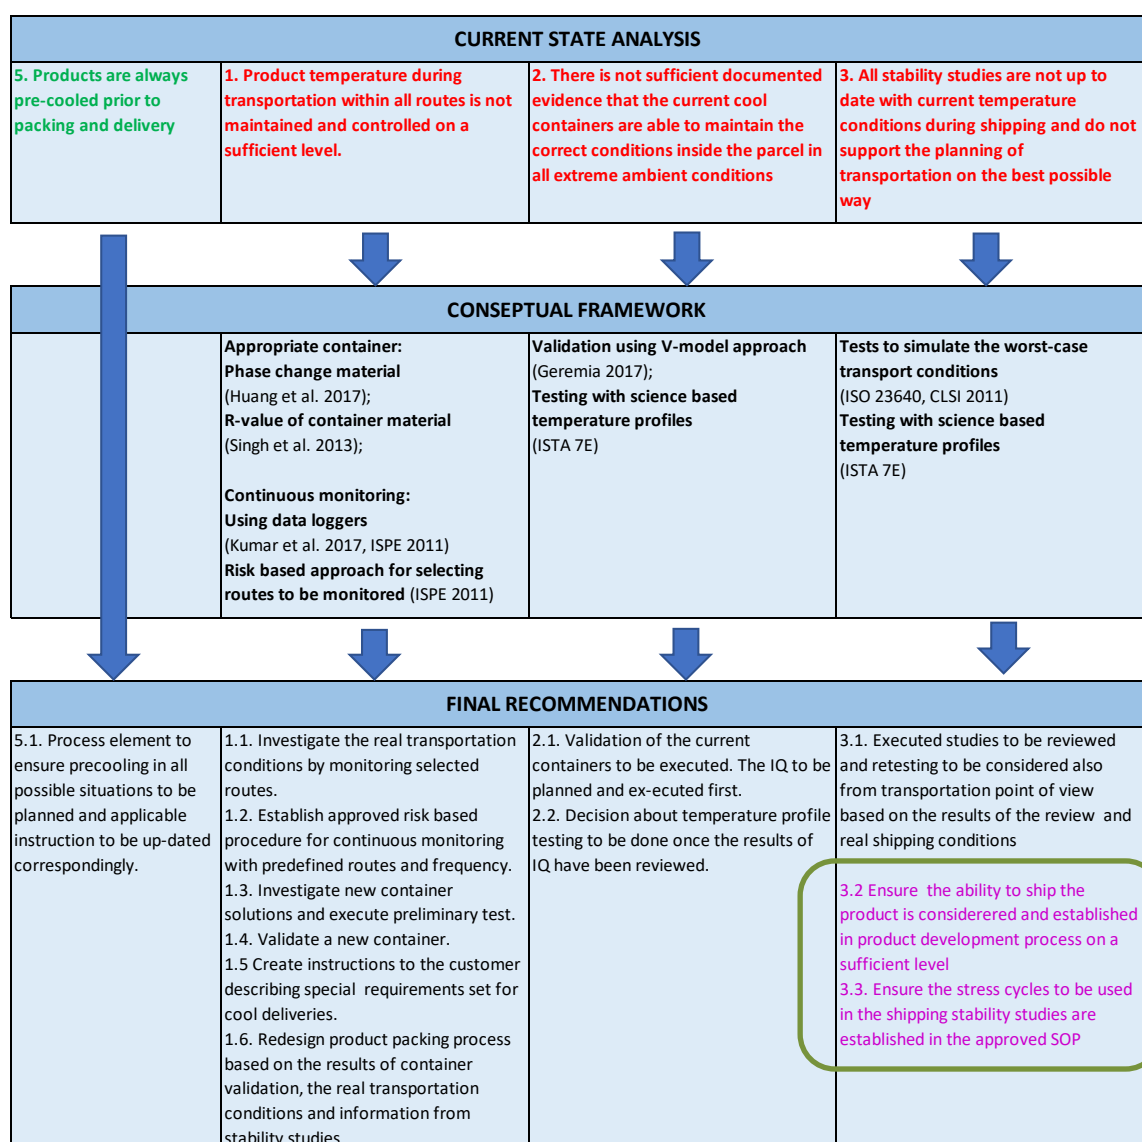 CURRENT STATE ANALYSIS
5. Products are always
pre-cooled prior to
packing and delivery
1. Product temperature during
transportation within all routes is not
maintained and controlled on a
sufficient level.
2. There is not sufficient documented
evidence that the current cool
containers are able to maintain the
correct conditions inside the parcel in
all extreme ambient conditions
3. All stability studies are not up to
date with current temperature
conditions during shipping and do not
support the planning of
transportation on the best possible
way
CONSEPTUAL FRAMEWORK
Appropriate container:
Phase change material
(Huang et al. 2017);
R-value of container material
(Singh et al. 2013);
Continuous monitoring:
Using data loggers
(Kumar et al. 2017, ISPE 2011)
Risk based approach for selecting
routes to be monitored (ISPE 2011)
Validation using V-model approach
(Geremia 2017);
Testing with science based
temperature profiles
(ISTA 7E)
Tests to simulate the worst-case
transport conditions
(ISO 23640, CLSI 2011)
Testing with science based
temperature profiles
(ISTA 7E)
FINAL RECOMMENDATIONS
5.1. Process element to
ensure precooling in all
possible situations to be
planned and applicable
instruction to be up-dated
correspondingly.
1.1. Investigate the real transportation
conditions by monitoring selected
routes.
1.2. Establish approved risk based
procedure for continuous monitoring
with predefined routes and frequency.
1.3. Investigate new container
solutions and execute preliminary test.
1.4. Validate a new container.
1.5 Create instructions to the customer
describing special requirements set for
cool deliveries.
1.6. Redesign product packing process
based on the results of container
validation, the real transportation
conditions and information from
stability studies
2.1. Validation of the current
containers to be executed. The IQ to be
planned and ex-ecuted first.
2.2. Decision about temperature profile
testing to be done once the results of
IQ have been reviewed.
3.1. Executed studies to be reviewed
and retesting to be considered also
from transportation point of view
based on the results of the review and
real shipping conditions
3.2 Ensure the ability to ship the
product is considerered and established
in product development process on a
sufficient level
3.3. Ensure the stress cycles to be used
in the shipping stability studies are
established in the approved SOP